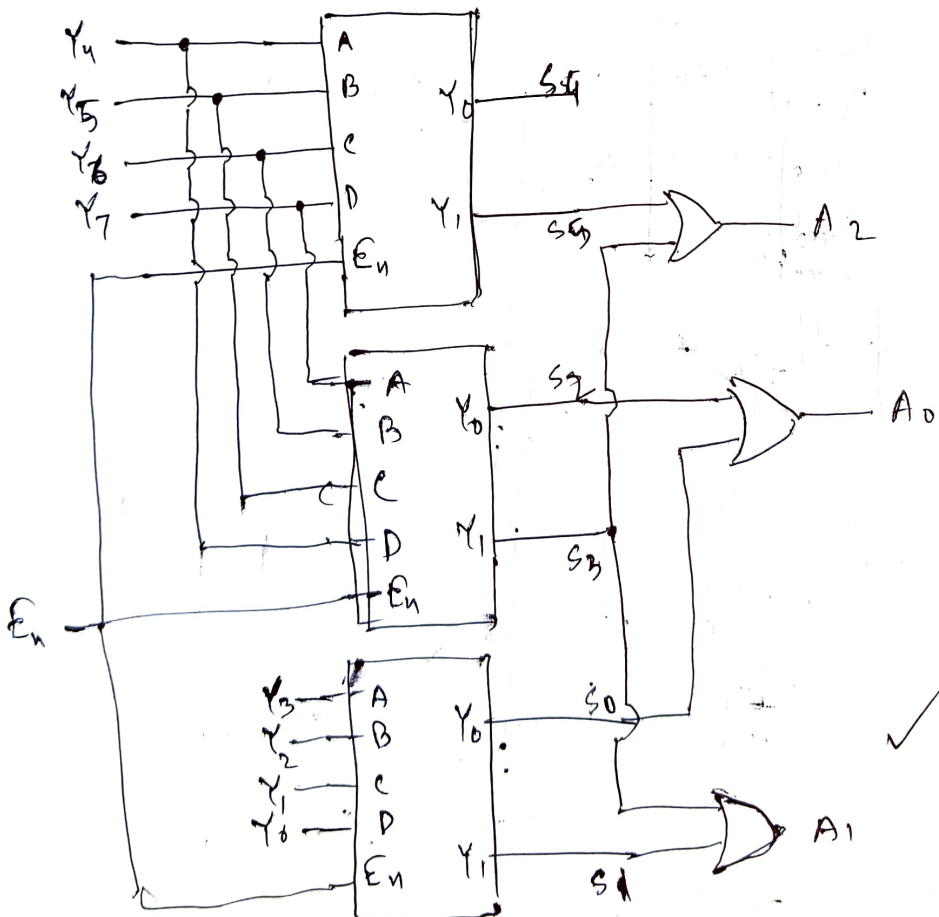 Y4 A
Y5 B
Y0 S4
Y6 C
Y7 D
Y1 S5 A2
En
A
Y0 S2 A0
B
C
Y1 S3
D
En
En
Y3 A
Y0 S0
Y2 B
Y1 C
Y0 D
A1
Y1 S1
En